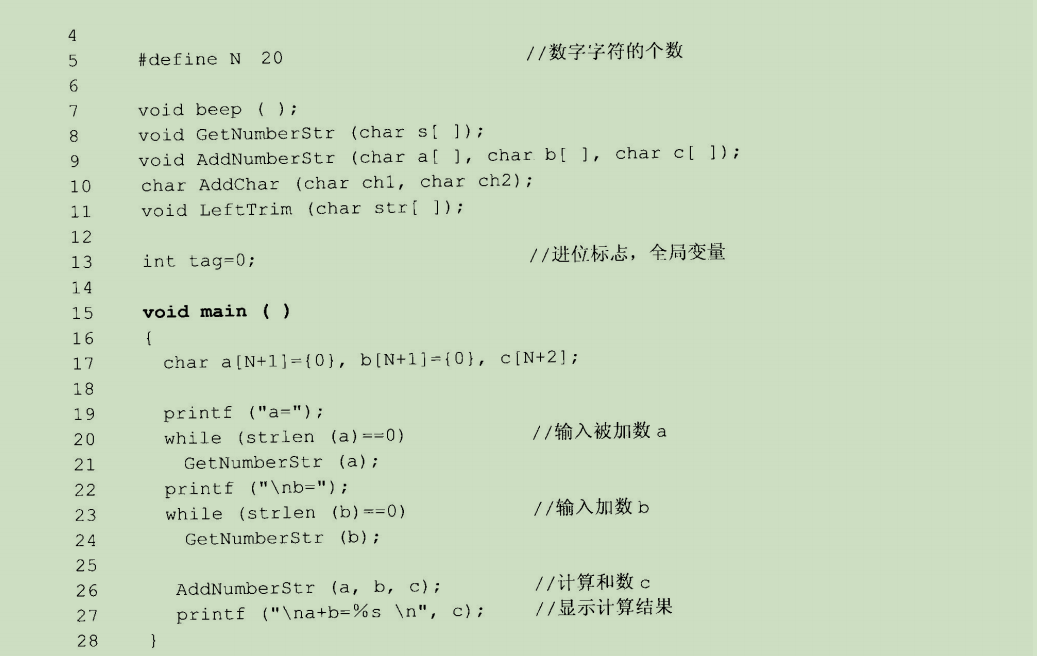 4
5 #define N 20 //数字字符的个数
6
7 void beep ( );
8 void GetNumberStr (char s[ ]);
9 void AddNumberStr (char a[ ], char b[ ], char c[ ]);
10 char AddChar (char ch1, char ch2);
11 void LeftTrim (char str[ ]);
12
13 int tag=0; //进位标志，全局变量
14
15 void main ( )
16 {
17 char a[N+1]={0}, b[N+1]={0}, c[N+2];
18
19 printf ("a=");
20 while (strlen (a)==0) //输入被加数 a
21 GetNumberStr (a);
22 printf ("\nb=");
23 while (strlen (b)==0) //输入加数 b
24 GetNumberStr (b);
25
26 AddNumberStr (a, b, c); //计算和数 c
27 printf ("\na+b=%s \n", c); //显示计算结果
28 }